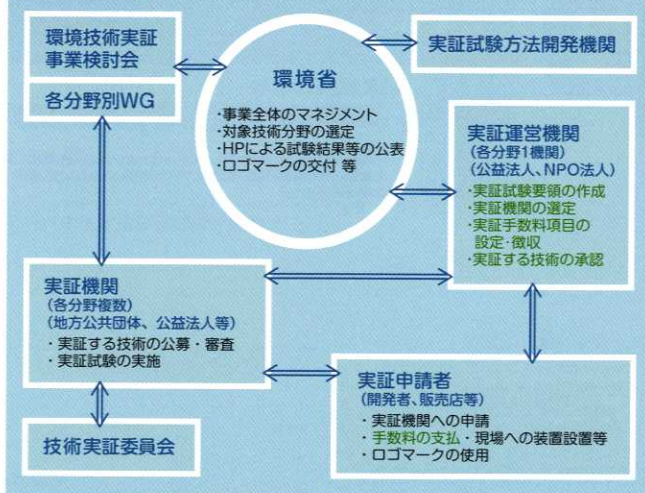 環境技術実証
事業検討会
各分野別WG
環境省
・事業全体のマネジメント
・対象技術分野の選定
・HPによる試験結果等の公表
・ロゴマークの交付 等
実証試験方法開発機関
実証運営機関
(各分野1機関)
(公益法人、NPO法人)
・実証試験要領の作成
・実証機関の選定
・実証手数料項目の
設定・徴収
・実証する技術の承認
実証機関
(各分野複数)
(地方公共団体、公益法人等)
・実証する技術の公募・審査
・実証試験の実施
実証申請者
(開発者、販売店等)
・実証機関への申請
・手数料の支払・現場への装置設置等
・ロゴマークの使用
技術実証委員会